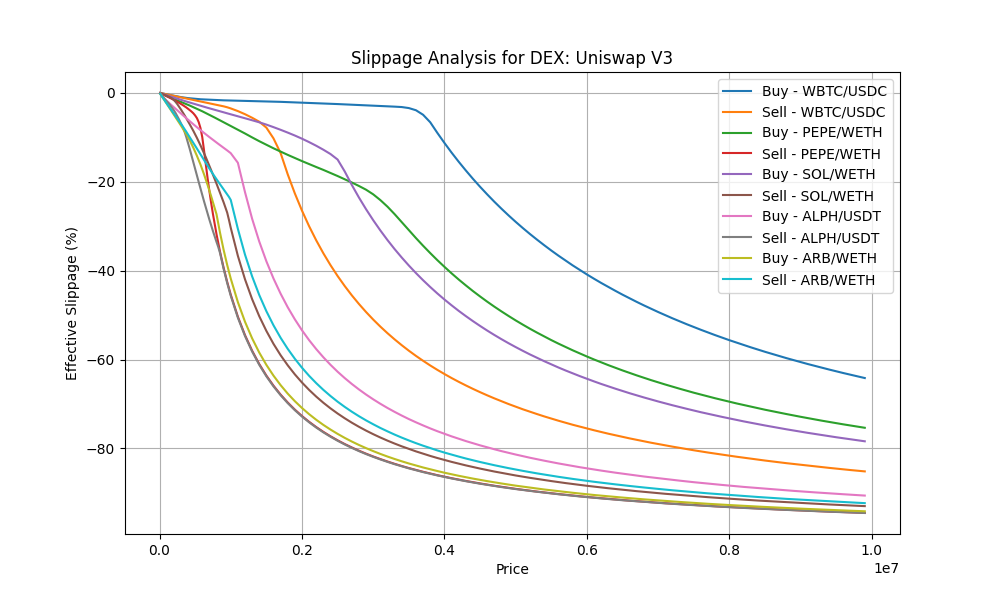 Slippage Analysis for DEX: Uniswap V3
Effective Slippage (%)
0
−20
−40
−60
−80
Buy - WBTC/USDC
Sell - WBTC/USDC
Buy - PEPE/WETH
Sell - PEPE/WETH
Buy - SOL/WETH
Sell - SOL/WETH
Buy - ALPH/USDT
Sell - ALPH/USDT
Buy - ARB/WETH
Sell - ARB/WETH
0.0 0.2 0.4 0.6 0.8 1.0
1e7
Price